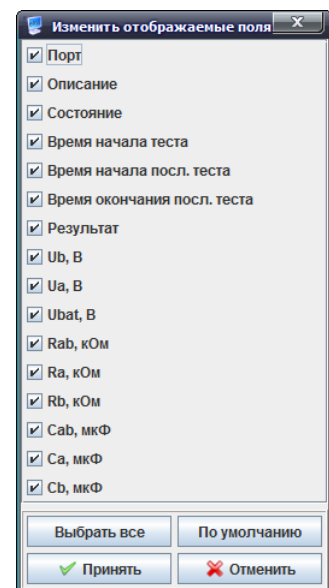 Изменить отображаемые поля
Порт
Описание
Состояние
Время начала теста
Время начала посл. теста
Время окончания посл. теста
Результат
Ub, В
Ua, В
Ubat, В
Rab, кОм
Ra, кОм
Rb, кОм
Cab, мкФ
Ca, мкФ
Cb, мкФ
Выбрать все По умолчанию
Принять Отменить